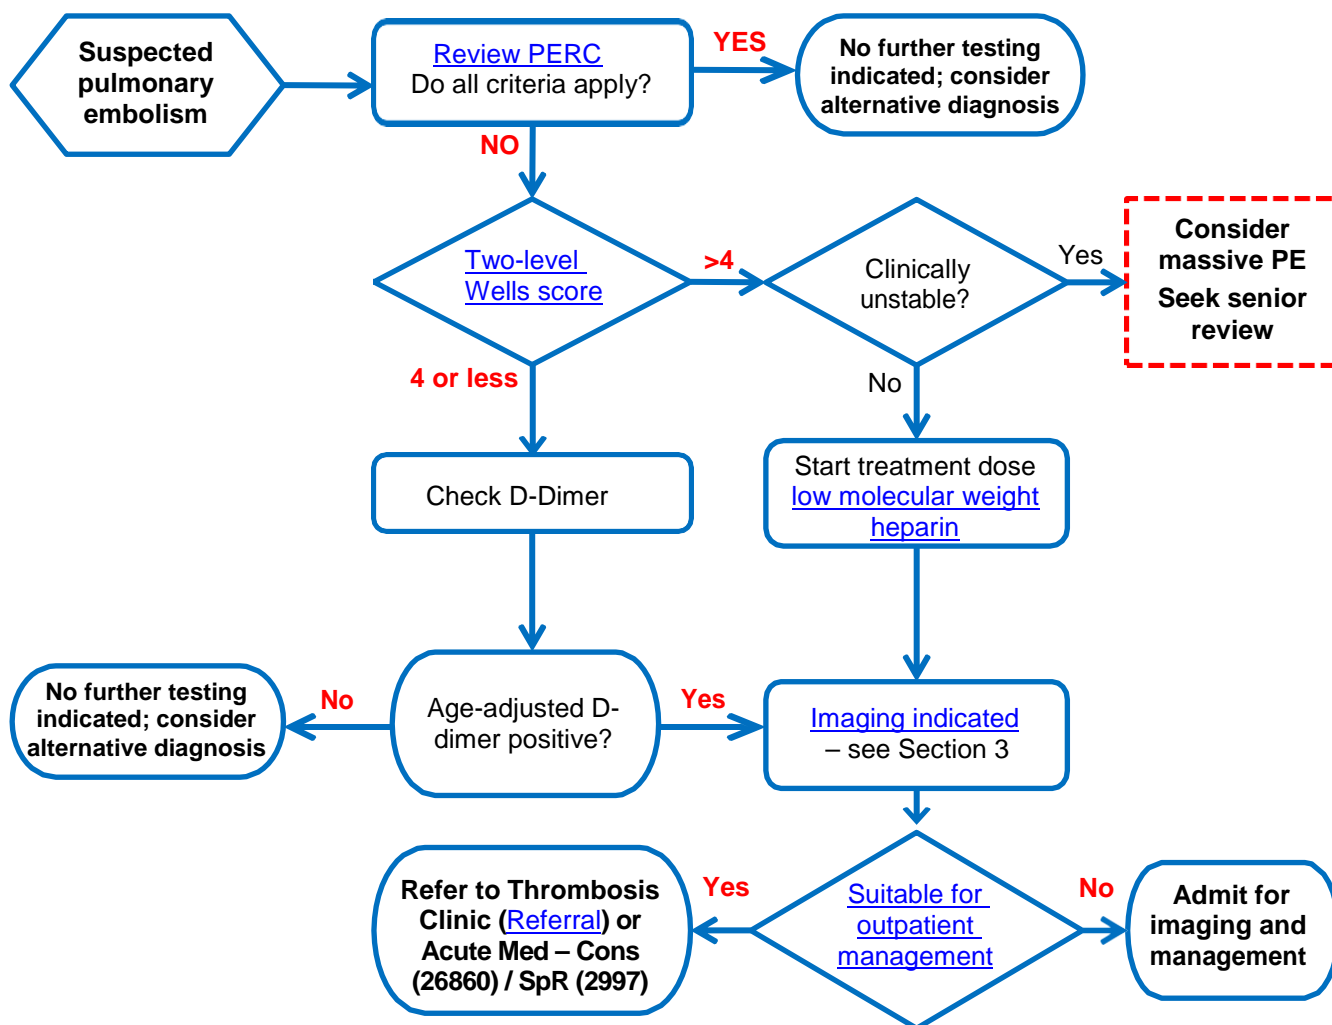 Suspected
pulmonary
embolism
Review PERC
Do all criteria apply?
YES
No further testing
indicated; consider
alternative diagnosis
NO
Two-level
Wells score
>4
Clinically
unstable?
Yes
Consider
massive PE
Seek senior
review
4 or less
No
Check D-Dimer
Start treatment dose
low molecular weight
heparin
No further testing
indicated; consider
alternative diagnosis
No
Age-adjusted D-
dimer positive?
Yes
Imaging indicated
– see Section 3
Refer to Thrombosis
Clinic (Referral) or
Acute Med – Cons
(26860) / SpR (2997)
Yes
Suitable for
outpatient
management
No
Admit for
imaging and
management